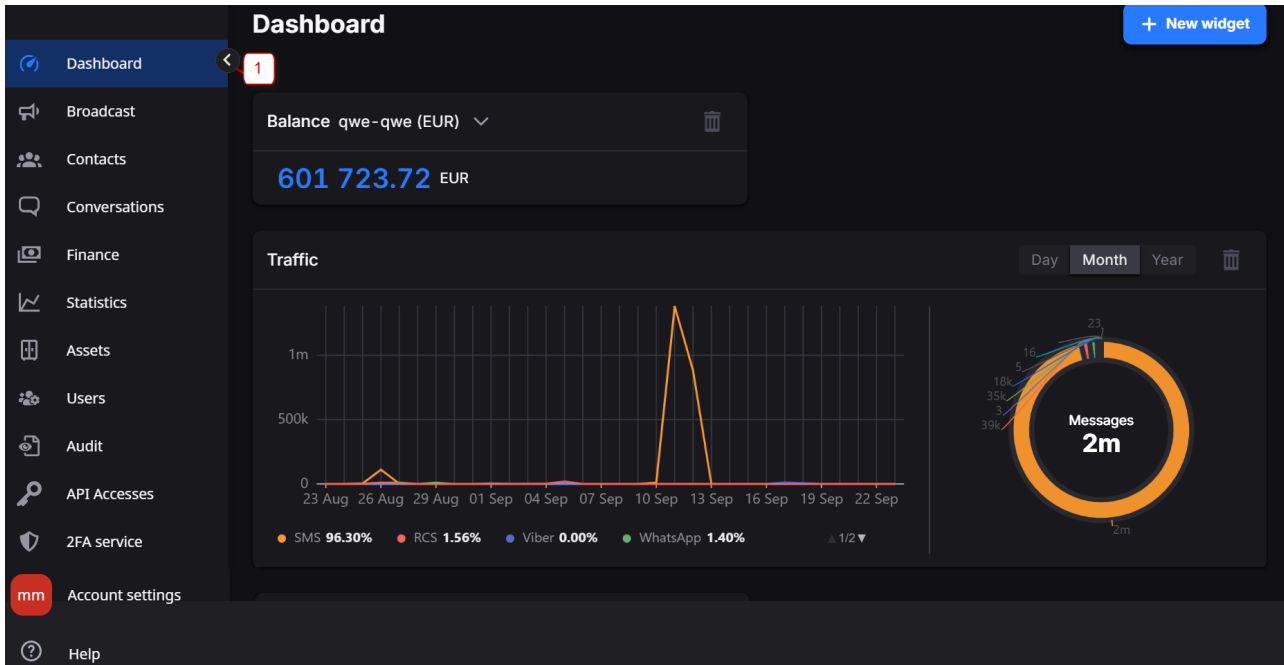 Dashboard
+ New widget
Dashboard
1
Broadcast
Contacts
Conversations
Finance
Statistics
Assets
Users
Audit
API Accesses
2FA service
mm
Account settings
Help
Balance qwe-qwe (EUR)
601 723.72 EUR
Traffic
Day Month Year
1m
500k
0
23 Aug 26 Aug 29 Aug 01 Sep 04 Sep 07 Sep 10 Sep 13 Sep 16 Sep 19 Sep 22 Sep
SMS 96.30% RCS 1.56% Viber 0.00% WhatsApp 1.40% 1/2
23
16
5
18k
35k
3
39k
Messages
2m
2m